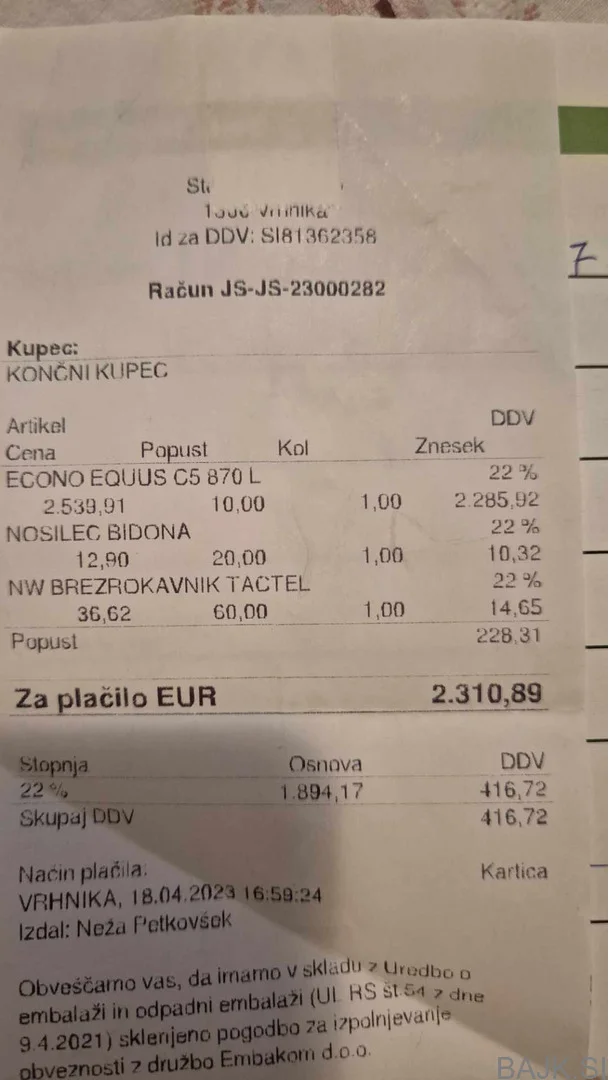 Id za DDV: SI81362358
Račun JS-JS-23000282
7
Kupec:
KONČNI KUPEC
Artikel DDV
Cena Popust Kol Znesek
ECONO EQUUS C5 870 L 22 %
2.539,91 10,00 1,00 2.285,92
NOSILEC BIDONA 22 %
12,90 20,00 1,00 10,32
NW BREZROKAVNIK TACTEL 22 %
36,62 60,00 1,00 14,65
Popust 228,31
Za plačilo EUR 2.310,89
Stopnja Osnova DDV
22 % 1.894,17 416,72
Skupaj DDV 416,72
Način plačila: Kartica
VRHNIKA, 18.04.2023 16:59:24
Izdal: Neža Petkovšek
Obveščamo vas, da imamo v skladu z Uredbo o
embalaži in odpadni embalaži (Ul. RS št.54 z dne
9.4.2021) sklenjeno pogodbo za izpolnjevanje
obveznosti z družbo Embakom d.o.o.
BAJK.SI